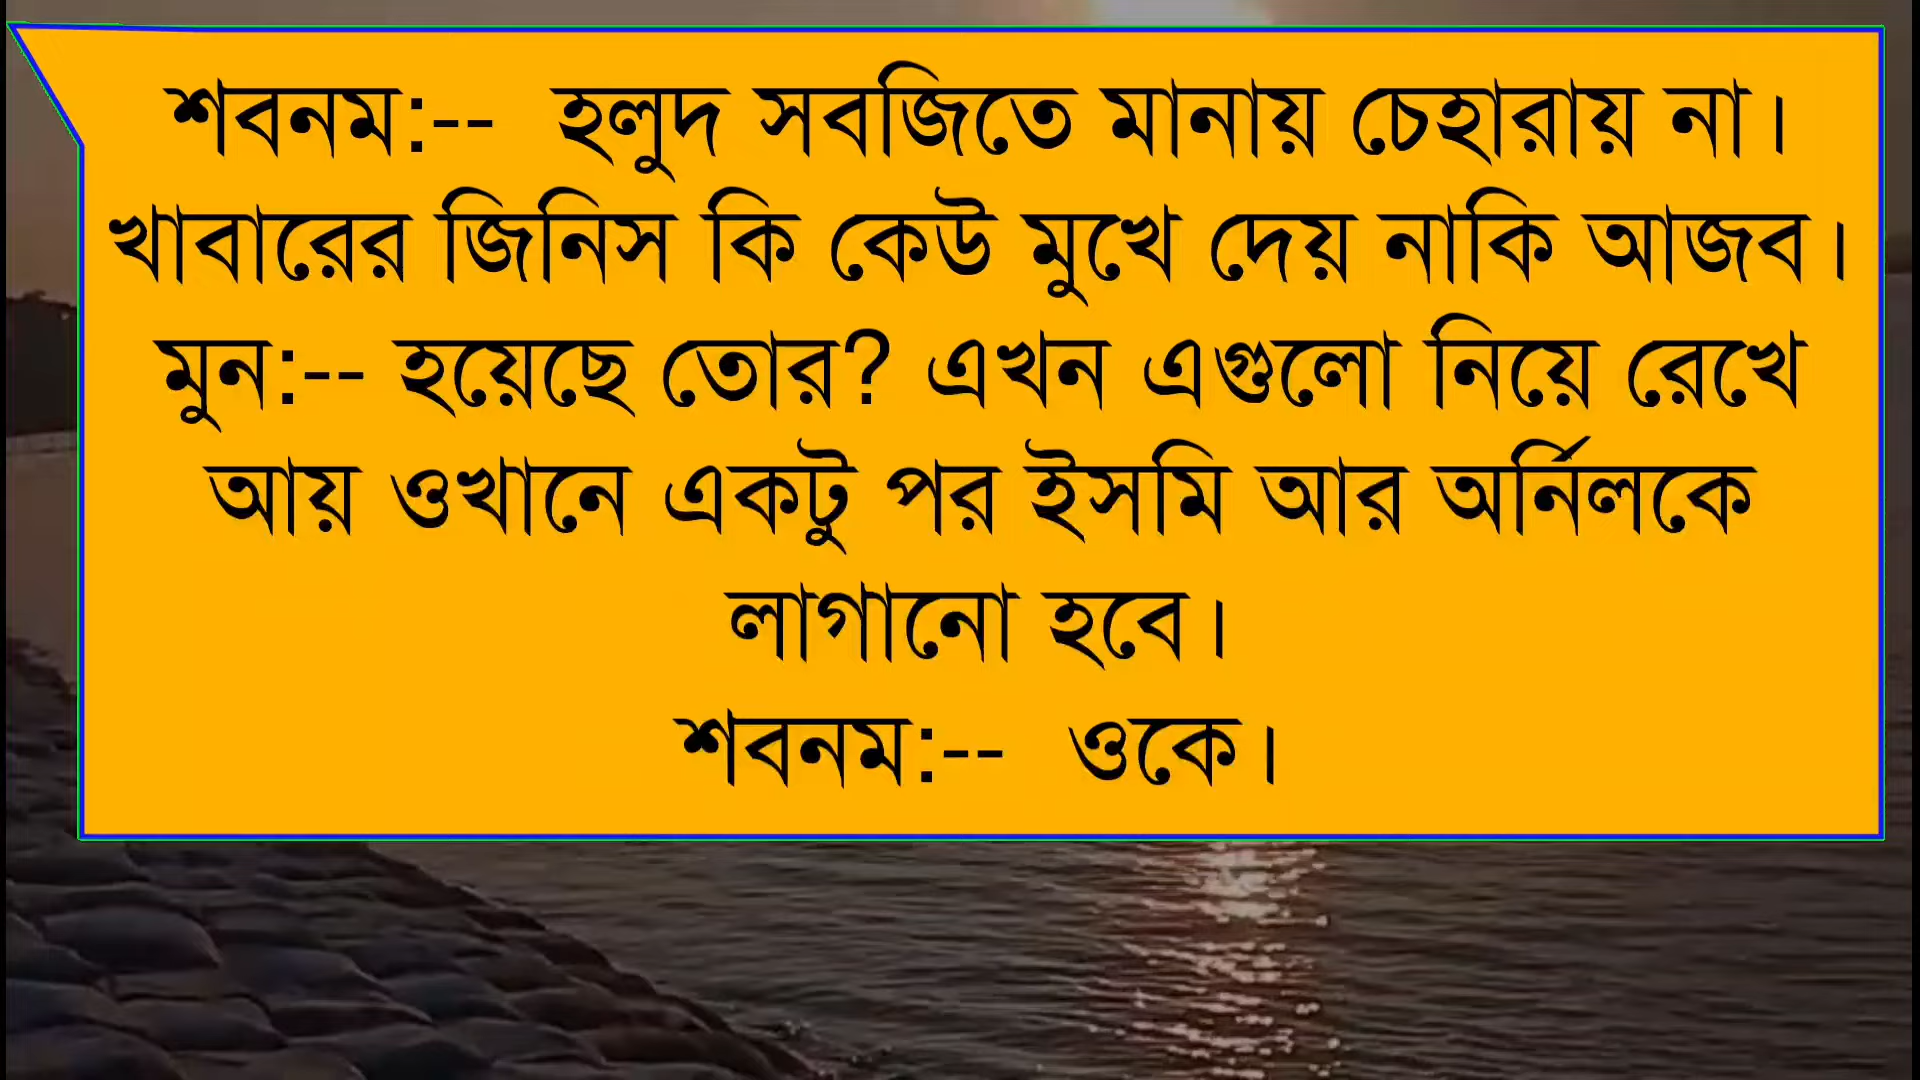 শবনম:-- হলুদ সবজিতে মানায় চেহারায় না।
খাবারের জিনিস কি কেউ মুখে দেয় নাকি আজব।
মুন:-- হয়েছে তোর? এখন এগুলো নিয়ে রেখে
আয় ওখানে একটু পর ইসমি আর অর্নিলকে
লাগানো হবে।
শবনম:-- ওকে।